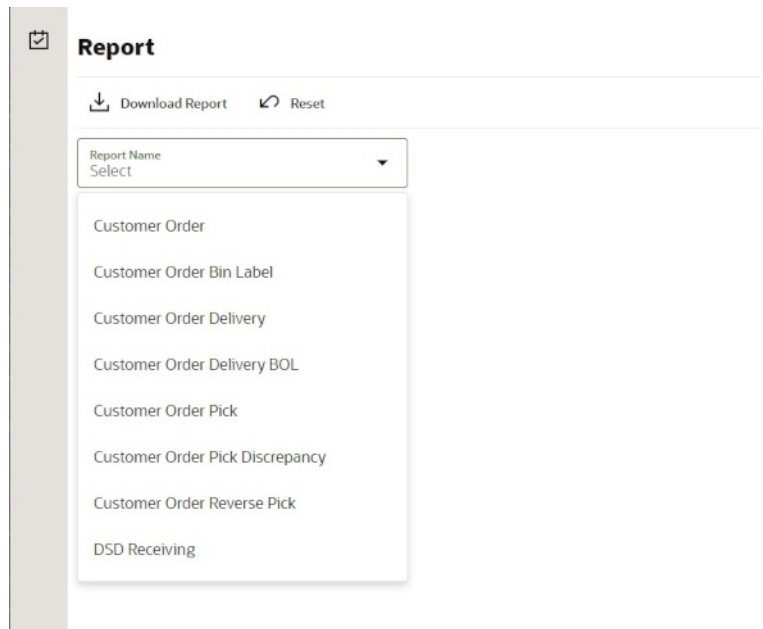 Report
Download Report Reset
Report Name
Select
Customer Order
Customer Order Bin Label
Customer Order Delivery
Customer Order Delivery BOL
Customer Order Pick
Customer Order Pick Discrepancy
Customer Order Reverse Pick
DSD Receiving